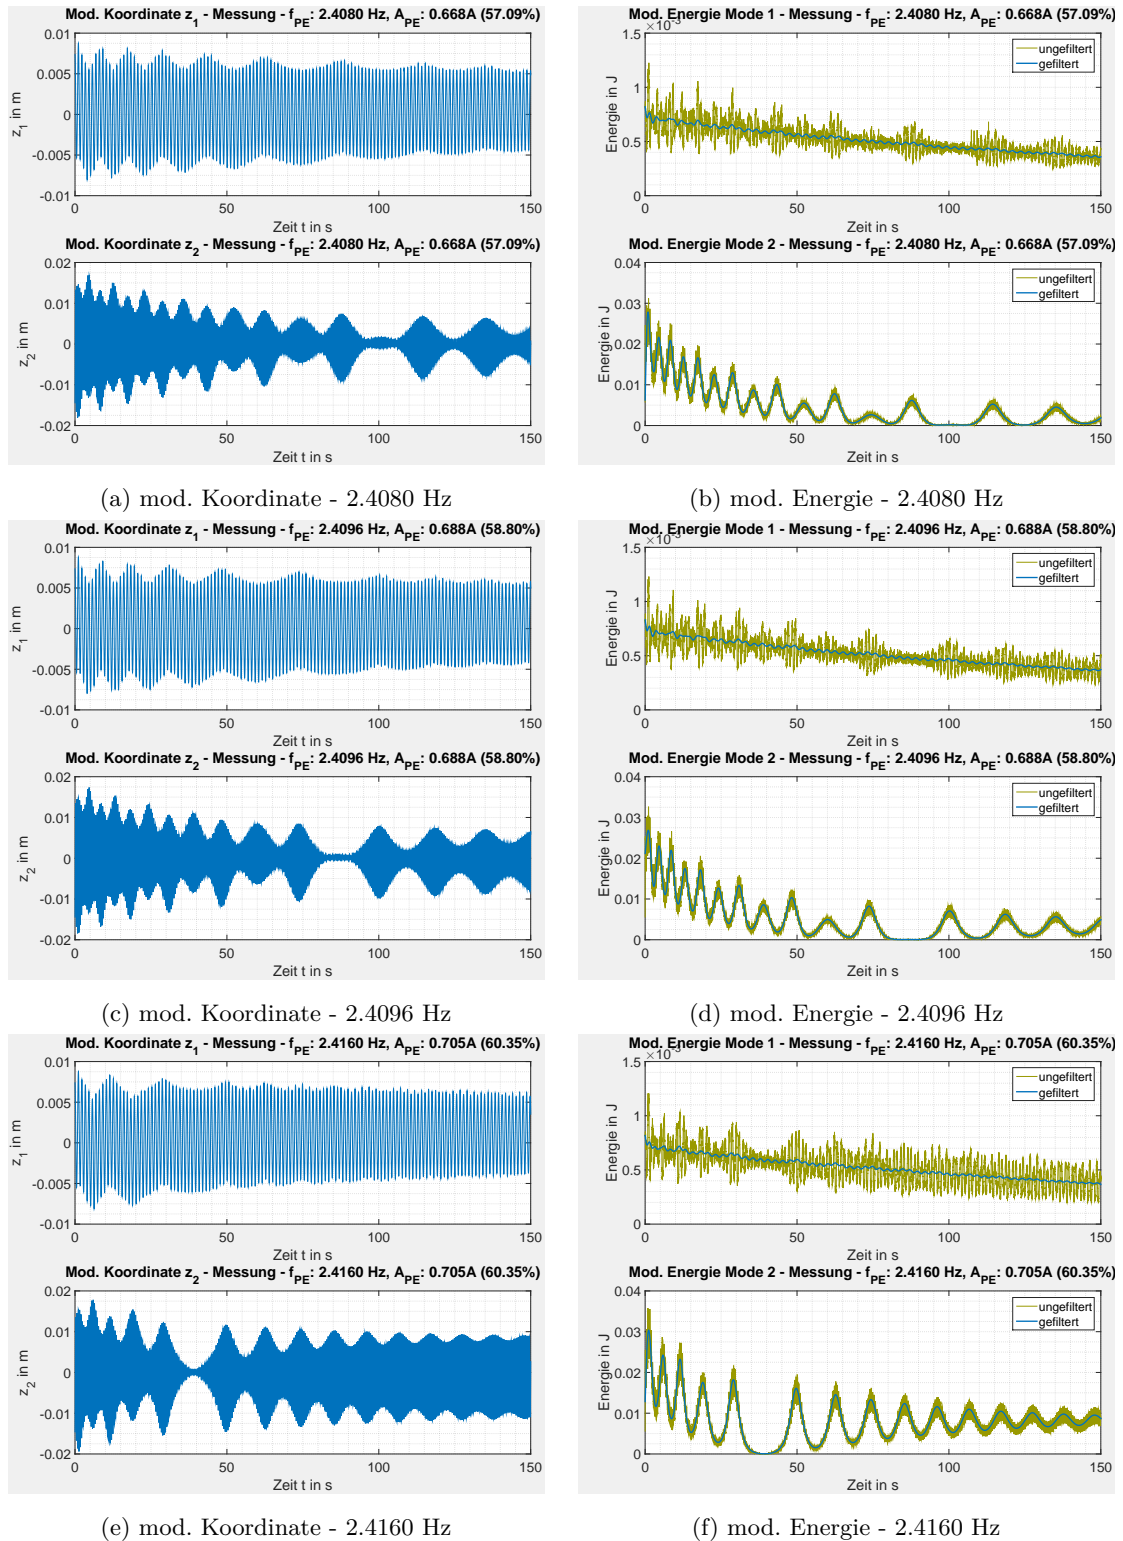 Mod. Koordinate z1 - Messung - fPE: 2.4080 Hz, APE: 0.668A (57.09%)
0.01
0.005
0
-0.005
-0.01
z1 in m
0 50 100 150
Zeit t in s
Mod. Koordinate z2 - Messung - fPE: 2.4080 Hz, APE: 0.668A (57.09%)
0.02
0.01
0
-0.01
-0.02
z2 in m
0 50 100 150
Zeit t in s
(a) mod. Koordinate - 2.4080 Hz
Mod. Energie Mode 1 - Messung - fPE: 2.4080 Hz, APE: 0.668A (57.09%)
×10-3
1.5
1
0.5
0
Energie in J
ungefiltert
gefiltert
0 50 100 150
Zeit in s
Mod. Energie Mode 2 - Messung - fPE: 2.4080 Hz, APE: 0.668A (57.09%)
0.04
0.03
0.02
0.01
0
Energie in J
ungefiltert
gefiltert
0 50 100 150
Zeit in s
(b) mod. Energie - 2.4080 Hz
Mod. Koordinate z1 - Messung - fPE: 2.4096 Hz, APE: 0.688A (58.80%)
0.01
0.005
0
-0.005
-0.01
z1 in m
0 50 100 150
Zeit t in s
Mod. Koordinate z2 - Messung - fPE: 2.4096 Hz, APE: 0.688A (58.80%)
0.02
0.01
0
-0.01
-0.02
z2 in m
0 50 100 150
Zeit t in s
(c) mod. Koordinate - 2.4096 Hz
Mod. Energie Mode 1 - Messung - fPE: 2.4096 Hz, APE: 0.688A (58.80%)
×10-3
1.5
1
0.5
0
Energie in J
ungefiltert
gefiltert
0 50 100 150
Zeit in s
Mod. Energie Mode 2 - Messung - fPE: 2.4096 Hz, APE: 0.688A (58.80%)
0.04
0.03
0.02
0.01
0
Energie in J
ungefiltert
gefiltert
0 50 100 150
Zeit in s
(d) mod. Energie - 2.4096 Hz
Mod. Koordinate z1 - Messung - fPE: 2.4160 Hz, APE: 0.705A (60.35%)
0.01
0.005
0
-0.005
-0.01
z1 in m
0 50 100 150
Zeit t in s
Mod. Koordinate z2 - Messung - fPE: 2.4160 Hz, APE: 0.705A (60.35%)
0.02
0.01
0
-0.01
-0.02
z2 in m
0 50 100 150
Zeit t in s
(e) mod. Koordinate - 2.4160 Hz
Mod. Energie Mode 1 - Messung - fPE: 2.4160 Hz, APE: 0.705A (60.35%)
×10-3
1.5
1
0.5
0
Energie in J
ungefiltert
gefiltert
0 50 100 150
Zeit in s
Mod. Energie Mode 2 - Messung - fPE: 2.4160 Hz, APE: 0.705A (60.35%)
0.04
0.03
0.02
0.01
0
Energie in J
ungefiltert
gefiltert
0 50 100 150
Zeit in s
(f) mod. Energie - 2.4160 Hz